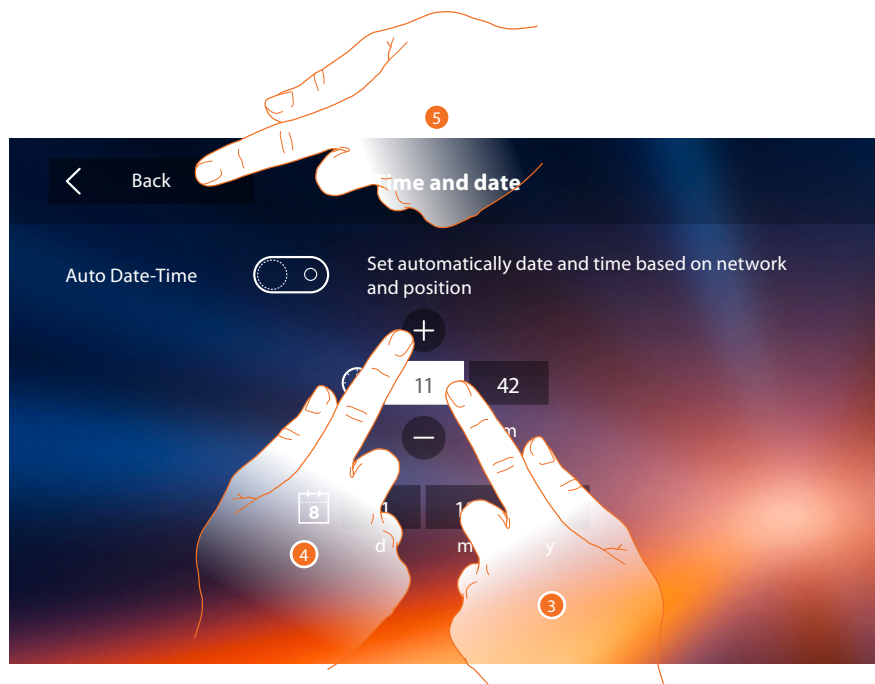 5
Back
Time and date
Auto Date-Time
Set automatically date and time based on network
and position
11
42
8
4
d
m
y
3